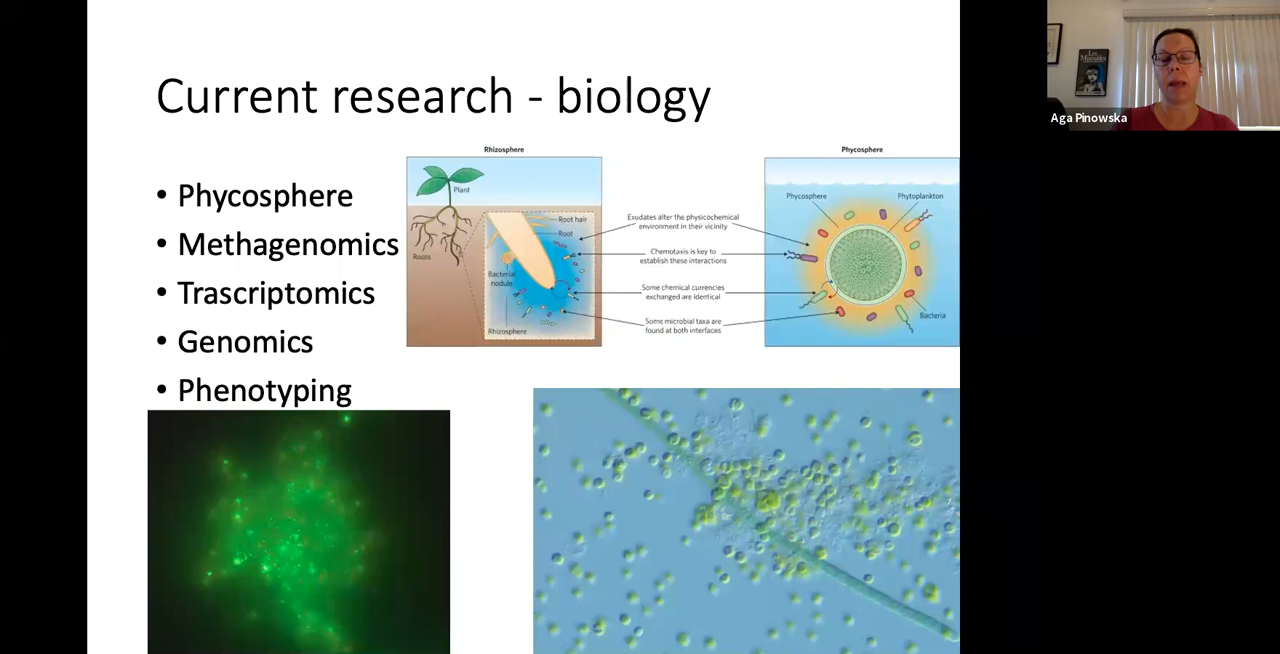 Current research - biology
• Phycosphere
• Methagenomics
• Trascriptomics
• Genomics
• Phenotyping
Rhizosphere
Plant
Roots
Root hair
Root
Bacterial
nodule
Rhizosphere
Exudates alter the physicochemical
environment in their vicinity
Chemotaxis is key to
establish these interactions
Some chemical currencies
exchanged are identical
Some microbial taxa are
found at both interfaces
Phycosphere
Phycosphere
Phytoplankton
Bacteria
Les
Misérables
Aga Pinowska